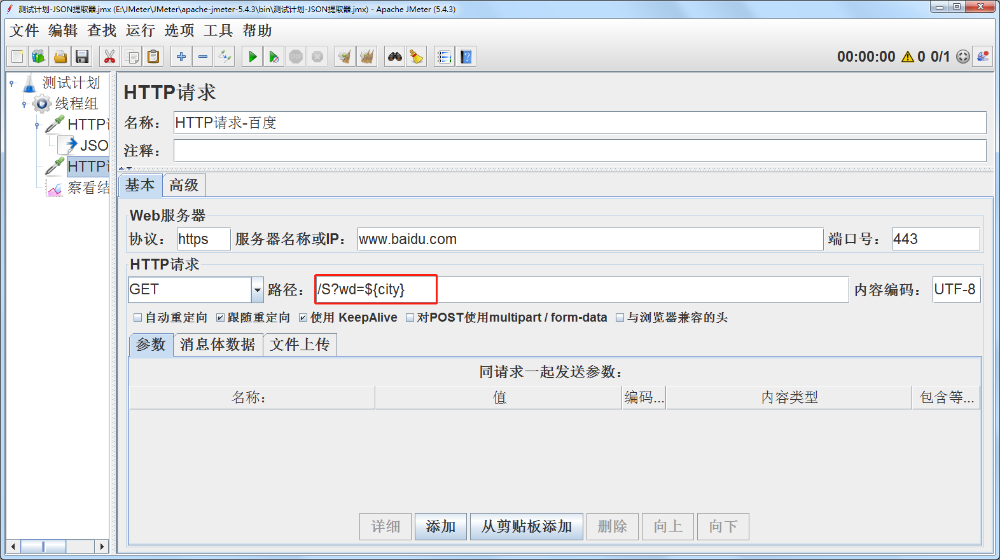 测试计划-JSON提取器.jmx (E:\JMeter\JMeter\apache-jmeter-5.4.3\bin\测试计划-JSON提取器.jmx) - Apache JMeter (5.4.3)
文件 编辑 查找 运行 选项 工具 帮助
STOP
00:00:00 0 0/1
测试计划
线程组
HTTP请
JSO
HTTP请
察看结
HTTP请求
名称： HTTP请求-百度
注释：
基本 高级
Web服务器
协议： https 服务器名称或IP： www.baidu.com 端口号： 443
HTTP请求
GET 路径： /S?wd=${city} 内容编码： UTF-8
自动重定向 跟随重定向 使用 KeepAlive 对POST使用multipart / form-data 与浏览器兼容的头
参数 消息体数据 文件上传
同请求一起发送参数：
名称： 值 编码... 内容类型 包含等...
详细 添加 从剪贴板添加 删除 向上 向下